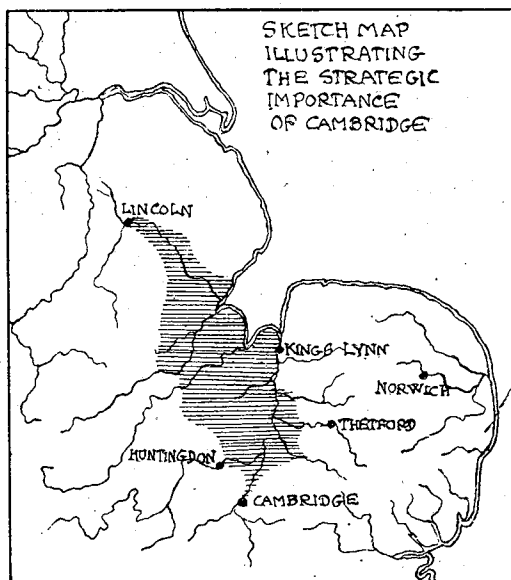 SKETCH MAP
ILLUSTRATING
THE STRATEGIC
IMPORTANCE
OF CAMBRIDGE
LINCOLN
KINGS LYNN
NORWICH
THETFORD
HUNTINGDON
CAMBRIDGE